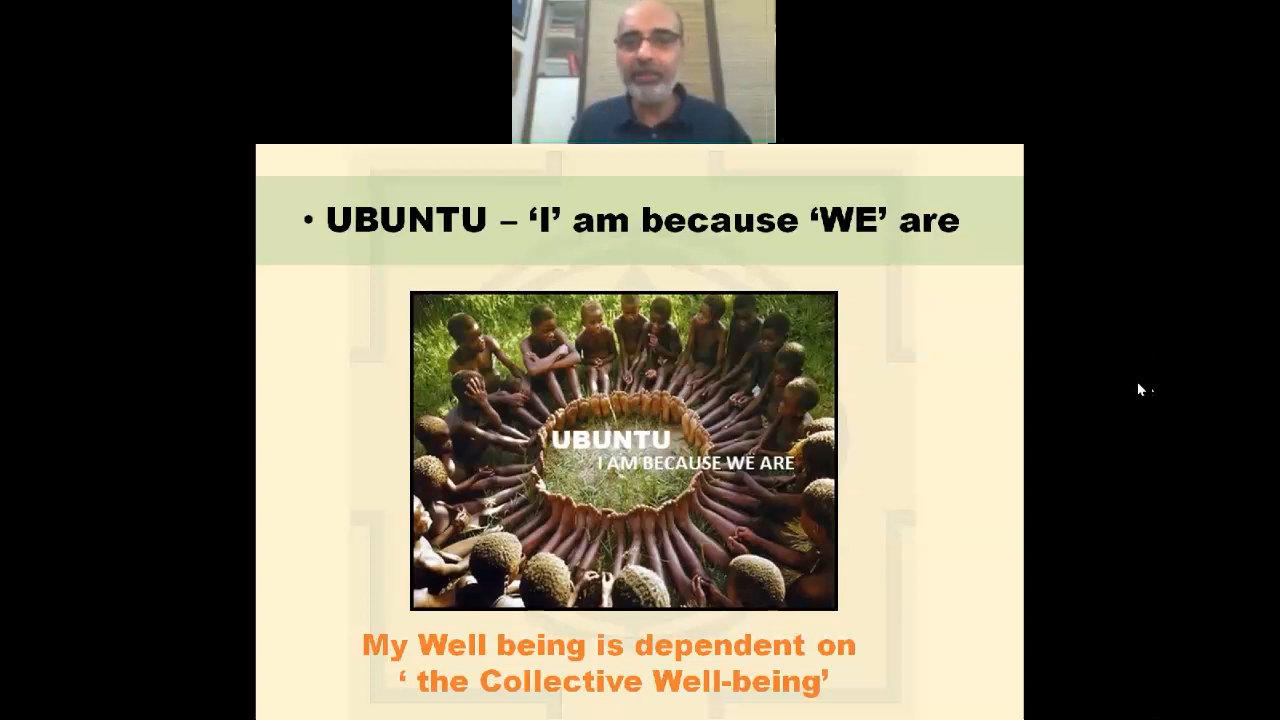 • UBUNTU – ‘I’ am because ‘WE’ are
UBUNTU
I AM BECAUSE WE ARE
My Well being is dependent on
‘ the Collective Well-being’